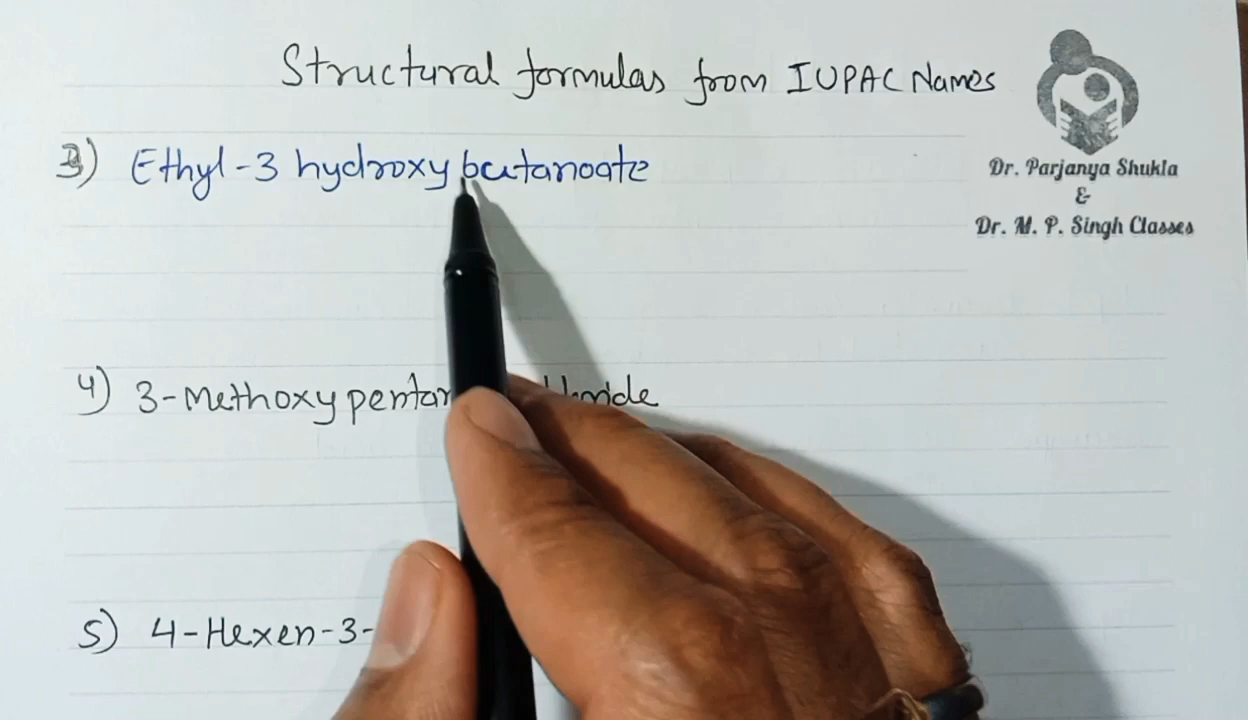 Structural formulas from IUPAC Names
3) Ethyl-3 hydroxy butanoate
Dr. Parjanya Shukla
&
Dr. M. P. Singh Classes
4) 3-Methoxy
5) 4-Hexen-3-